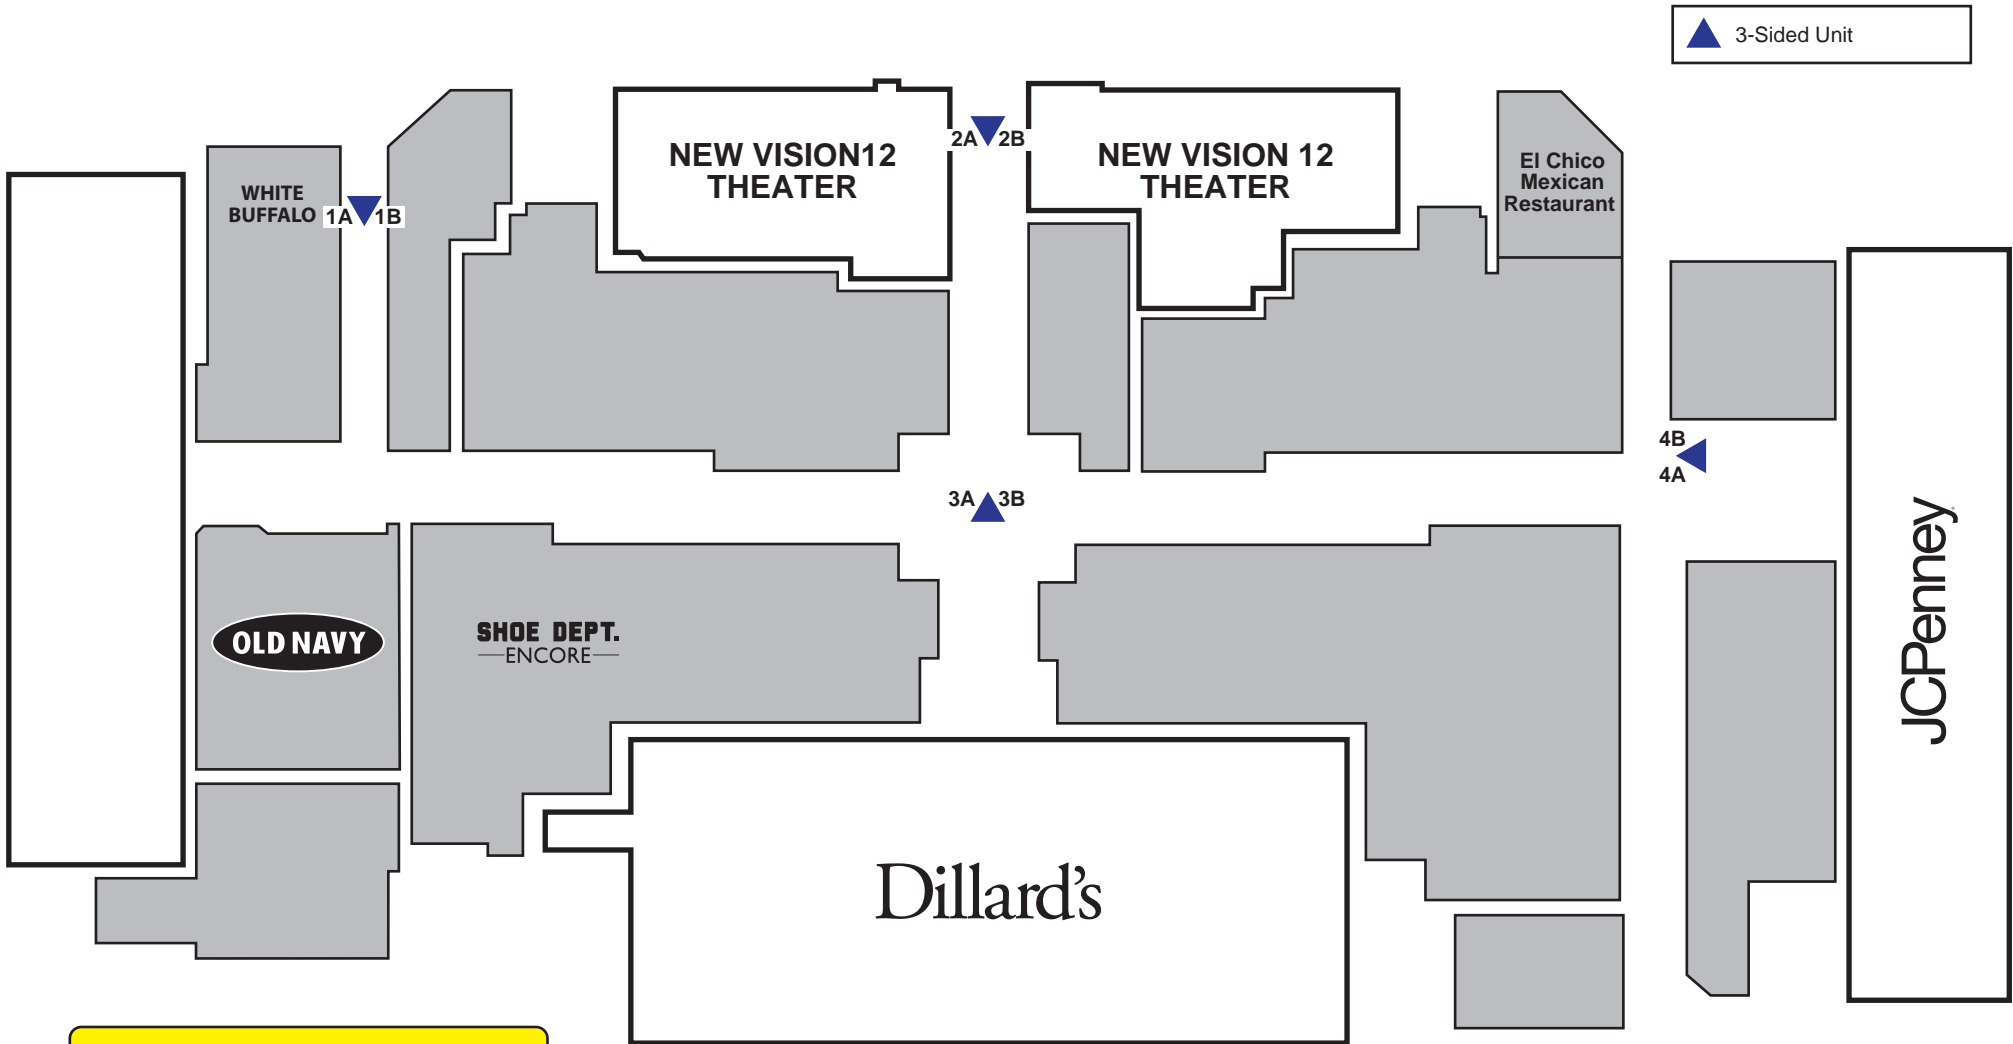 3-Sided Unit
NEW VISION12
THEATER
2A 2B
NEW VISION 12
THEATER
El Chico
Mexican
Restaurant
WHITE
BUFFALO
1A 1B
4B
4A
3A 3B
OLD NAVY
SHOE DEPT.
ENCORE
JCPenney
Dillard's